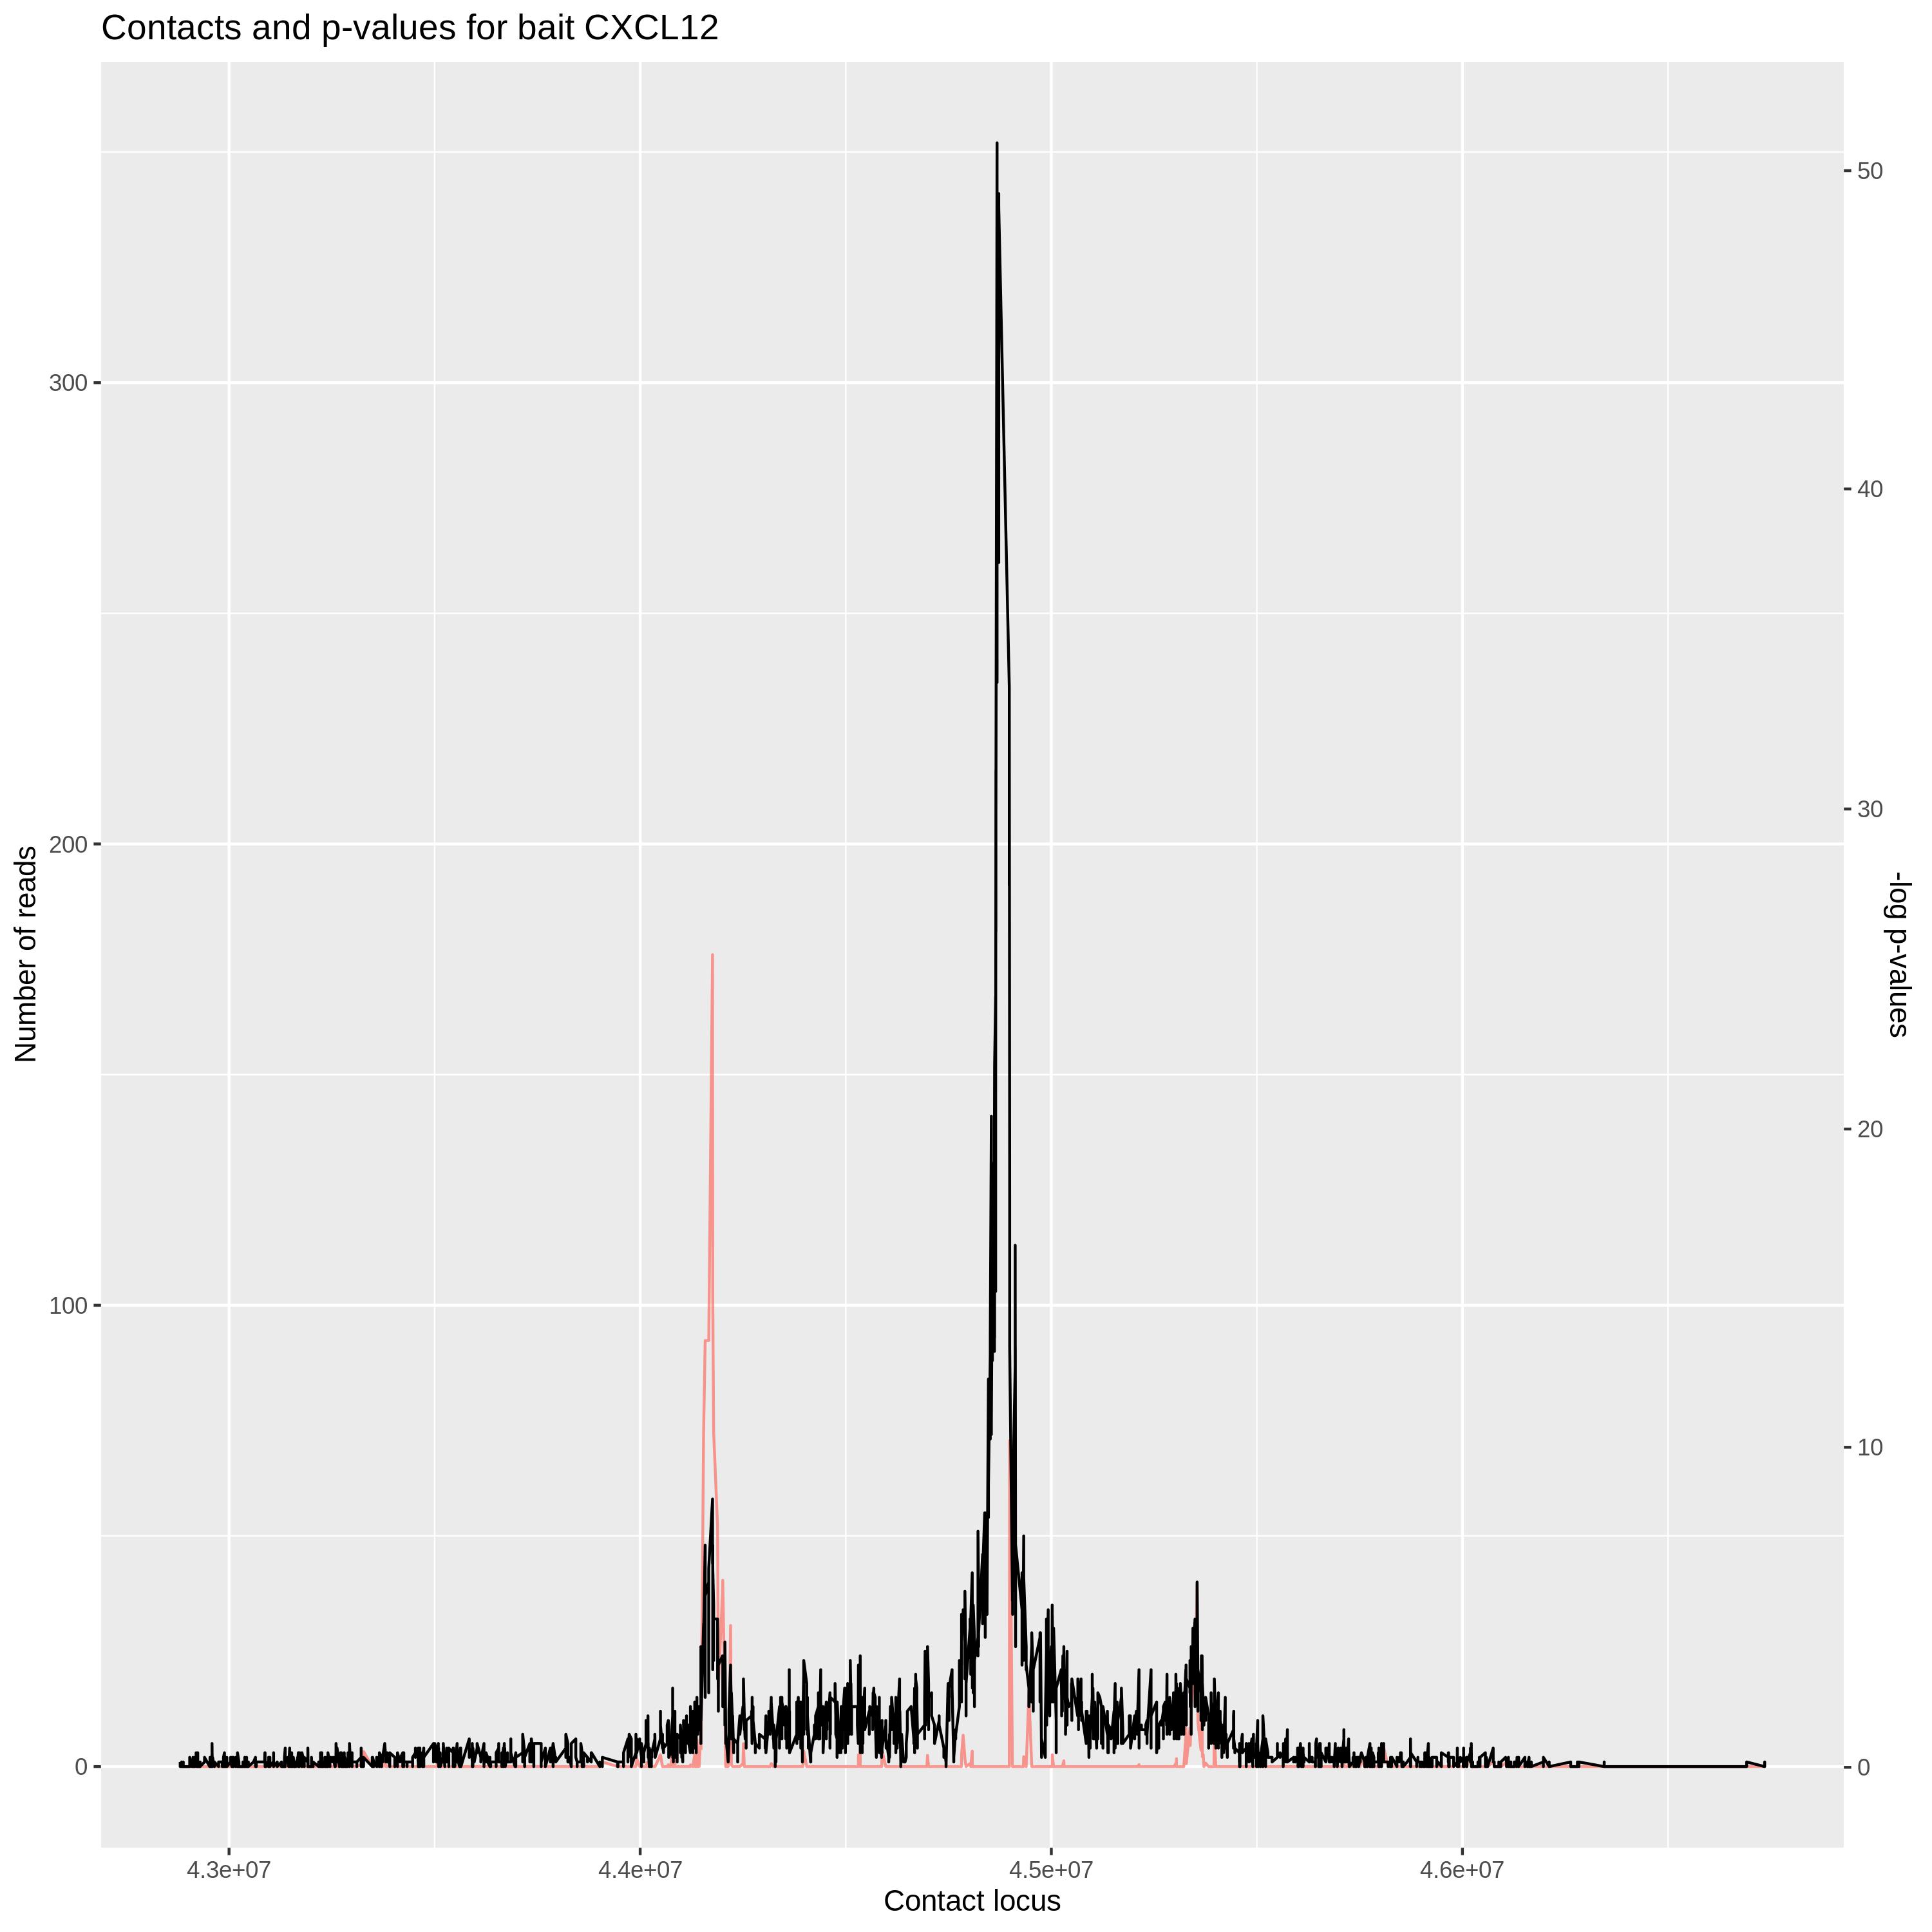 Contacts and p-values for bait CXCL12
Number of reads
300
200
100
0
50
40
30
20
10
0
-log p-values
4.3e+07
4.4e+07
4.5e+07
4.6e+07
Contact locus